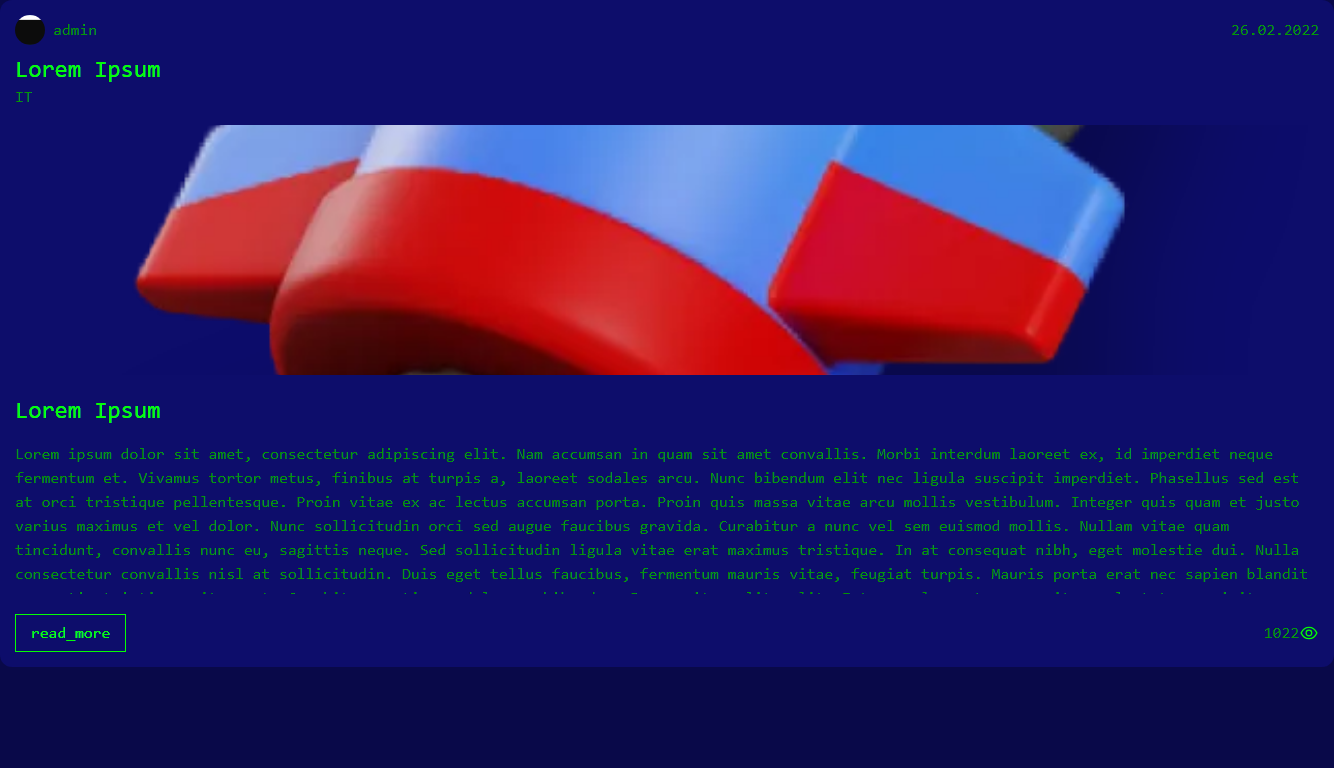 admin
26.02.2022
Lorem Ipsum
IT
Lorem Ipsum
Lorem ipsum dolor sit amet, consectetur adipiscing elit. Nam accumsan in quam sit amet convallis. Morbi interdum laoreet ex, id imperdiet neque
fermentum et. Vivamus tortor metus, finibus at turpis a, laoreet sodales arcu. Nunc bibendum elit nec ligula suscipit imperdiet. Phasellus sed est
at orci tristique pellentesque. Proin vitae ex ac lectus accumsan porta. Proin quis massa vitae arcu mollis vestibulum. Integer quis quam et justo
varius maximus et vel dolor. Nunc sollicitudin orci sed augue faucibus gravida. Curabitur a nunc vel sem euismod mollis. Nullam vitae quam
tincidunt, convallis nunc eu, sagittis neque. Sed sollicitudin ligula vitae erat maximus tristique. In at consequat nibh, eget molestie dui. Nulla
consectetur convallis nisl at sollicitudin. Duis eget tellus faucibus, fermentum mauris vitae, feugiat turpis. Mauris porta erat nec sapien blandit
read_more
1022